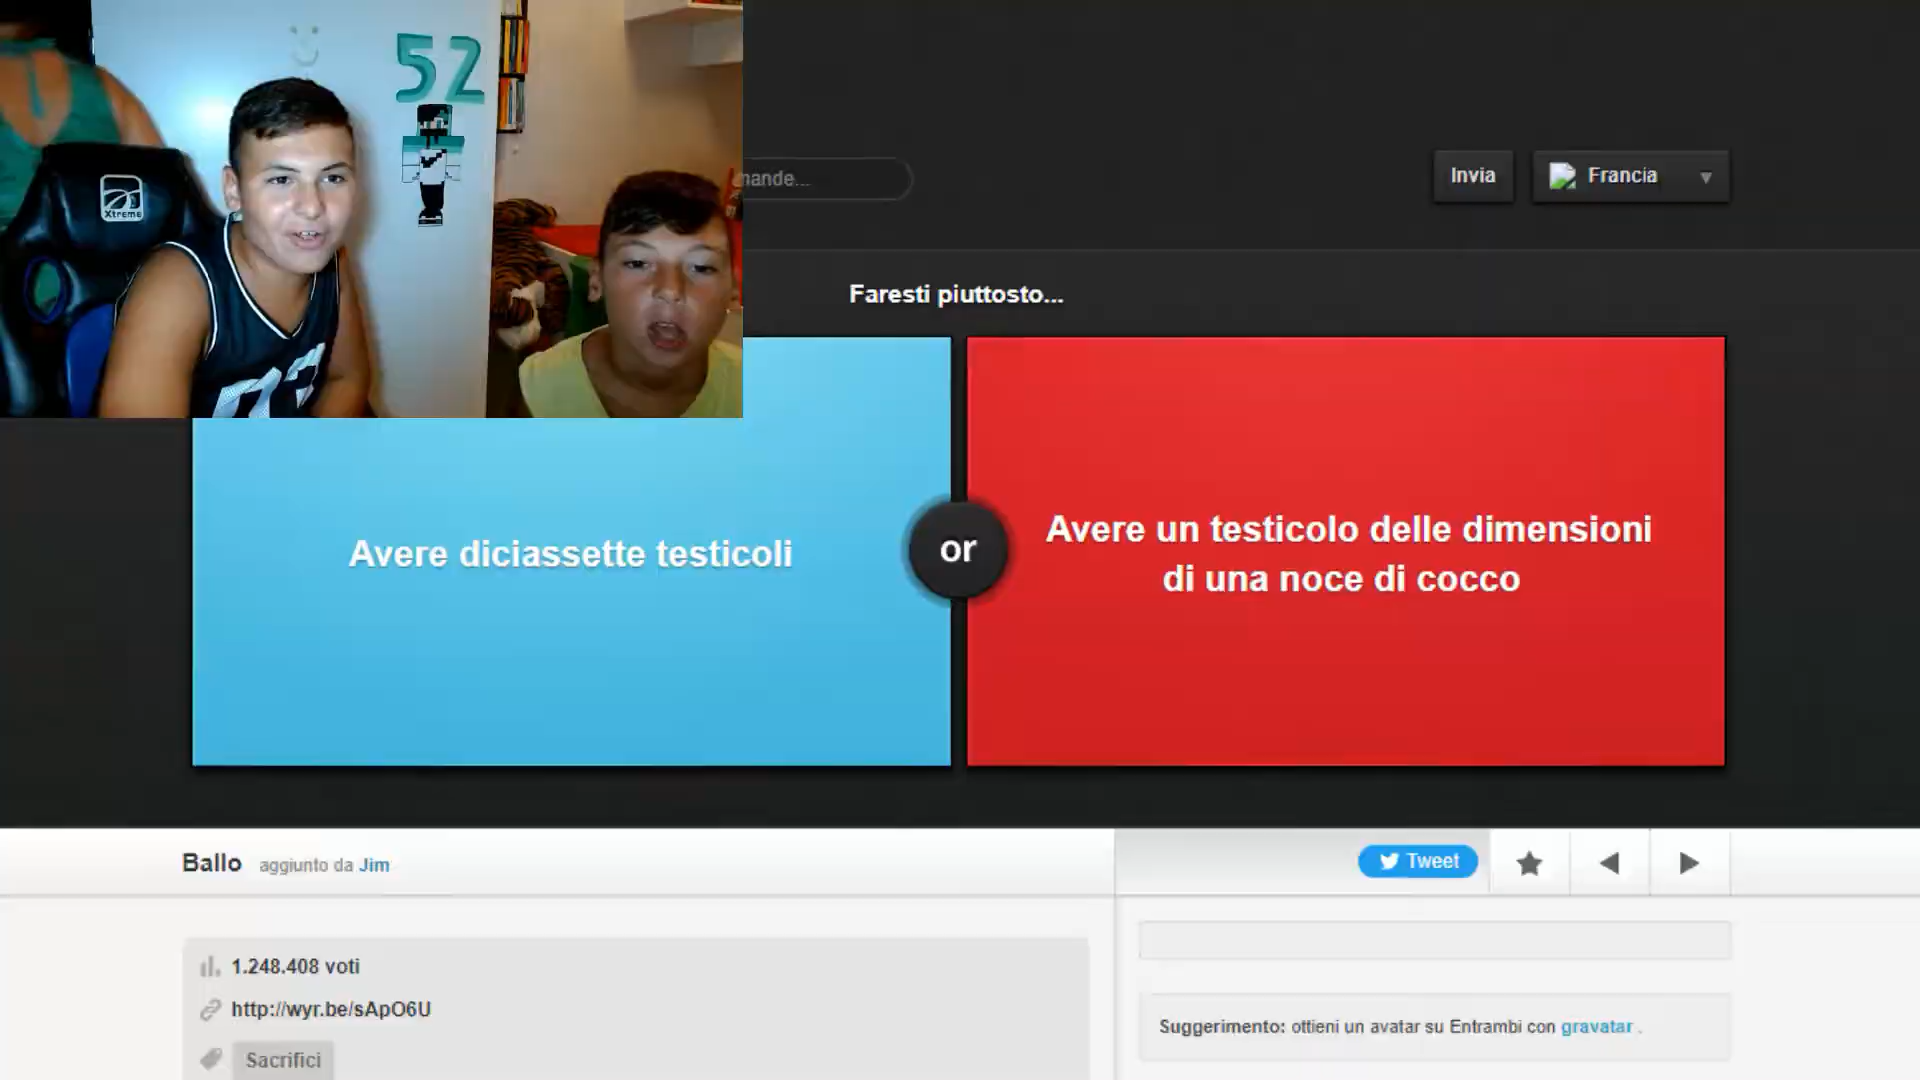 52
Xtreme
mande...
Invia
Francia
Faresti piuttosto...
Avere diciassette testicoli
or
Avere un testicolo delle dimensioni
di una noce di cocco
Ballo aggiunto da Jim
Tweet
1.248.408 voti
http://wyr.be/sApO6U
Sacrifici
Suggerimento: ottieni un avatar su Entrambi con gravatar .